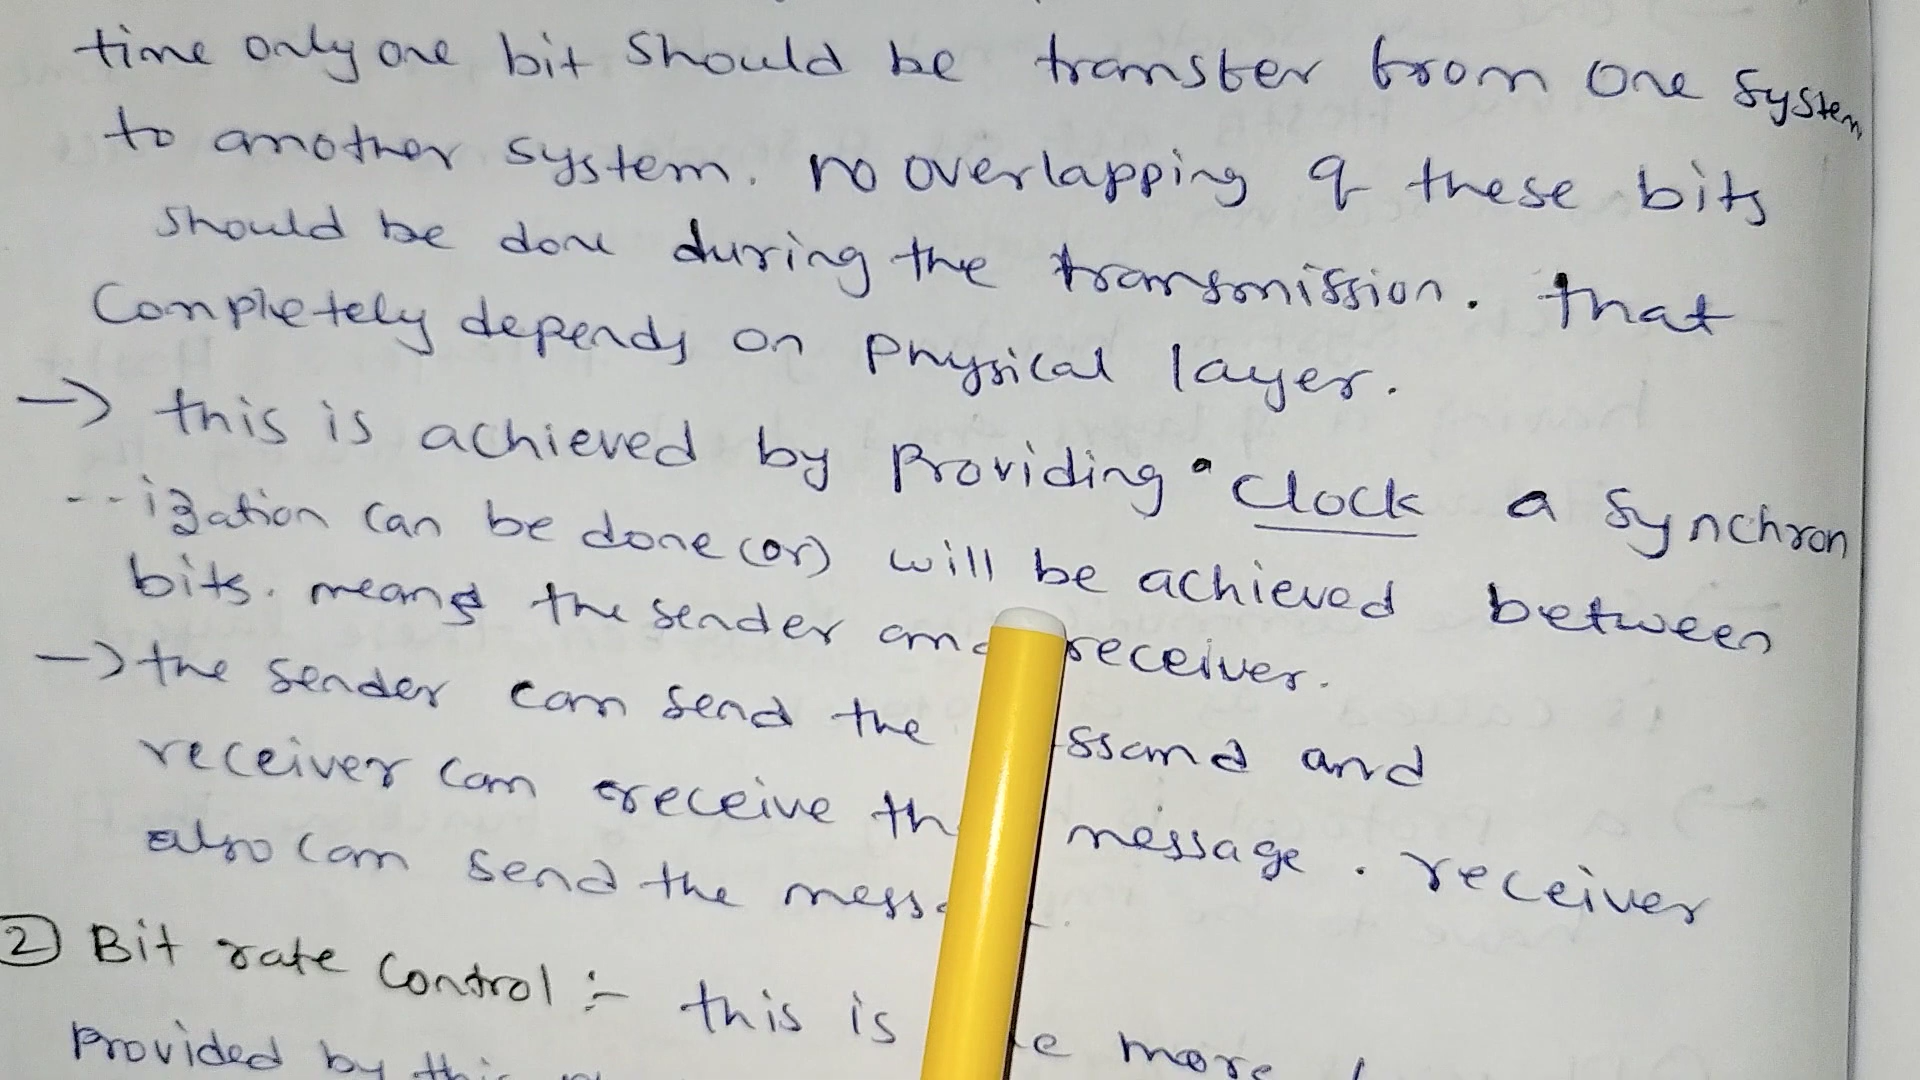 time only one bit should be transfer from one system
to another system. no overlapping of these bits
should be done during the transmission. that
Completely depends on Physical layer.
→ this is achieved by Providing a Clock a Synchron
--ization can be done (or) will be achieved between
bits. means the sender and receiver.
→ the sender can send the and
receiver can receive the message. receiver
also can send the
② Bit rate Control :- this is more
Provided by this